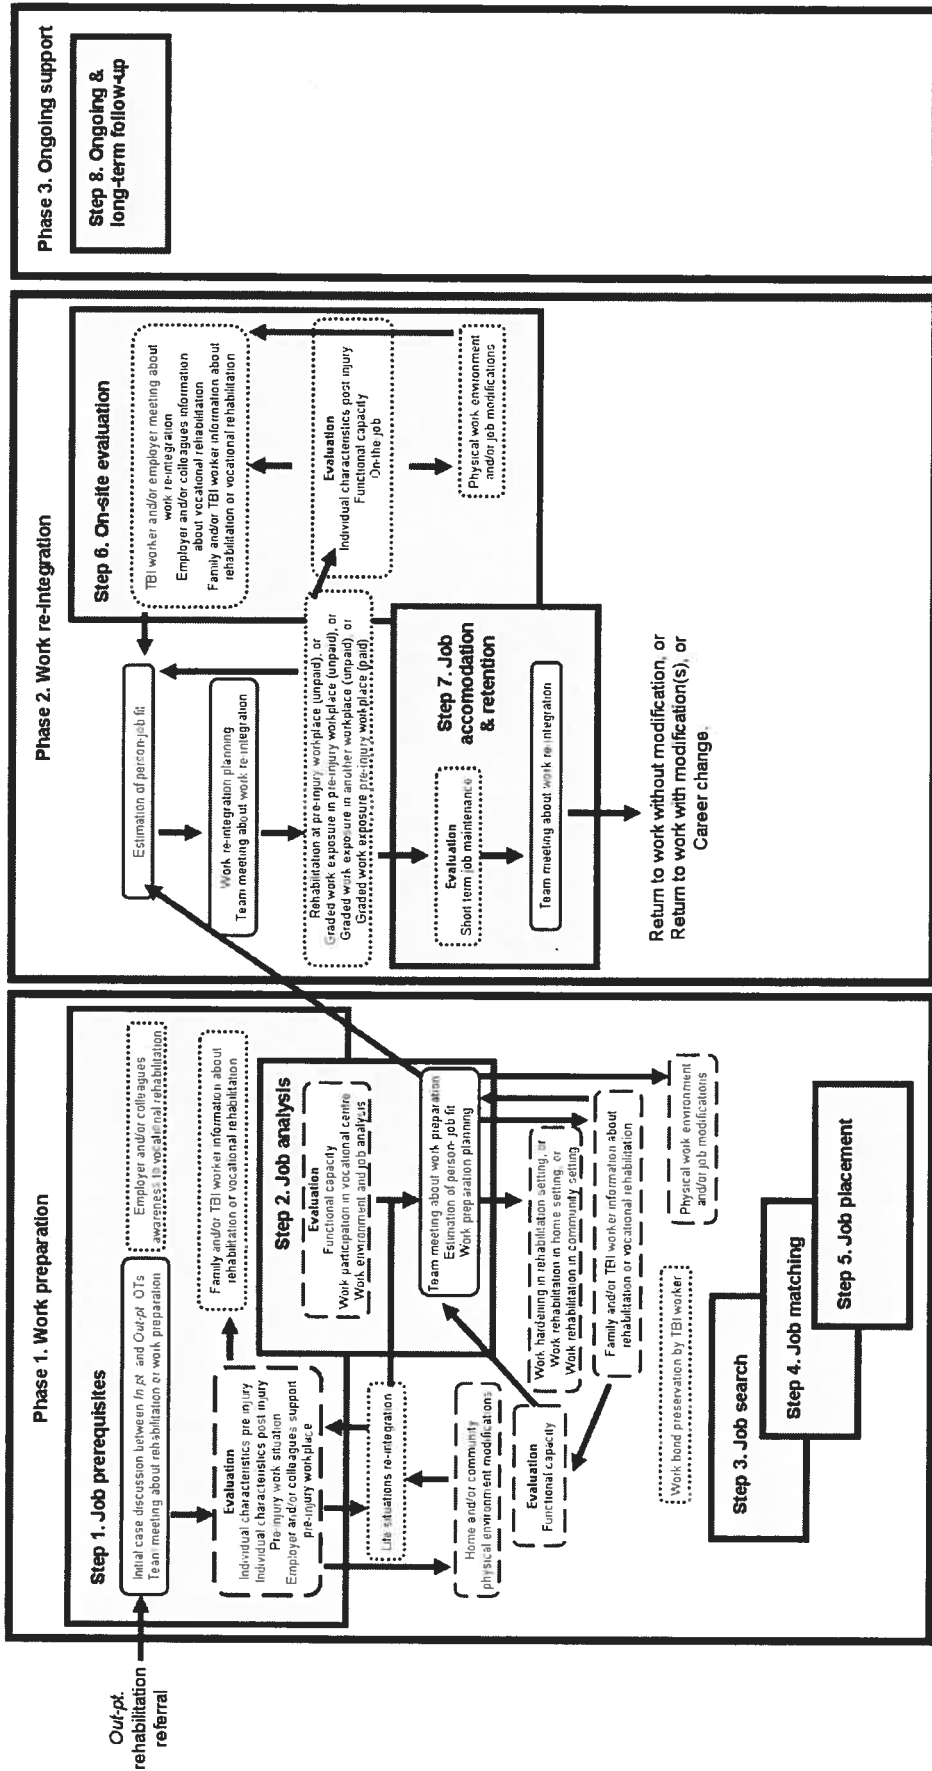 Out-pt.
rehabilitation
referral
Phase 1. Work preparation
Step 1. Job prerequisites
Initial case discussion between In pt. and Out-pt. OTs
Team meeting about rehabilitation or work preparation
Employer and/or colleagues
awareness to vocational rehabilitation
Evaluation
Individual characteristics pre injury
Individual characteristics post injury
Pre-injury work situation
Employer and/or colleagues support
pre-injury workplace
Family and/or TBI worker information about
rehabilitation or vocational rehabilitation
Step 2. Job analysis
Evaluation
Functional capacity
Work participation in vocational centre
Work environment and job analysis
Life situations re-integration
Team meeting about work preparation
Estimation of person- job fit
Work preparation planning
Home and/or community
physical environment modifications
Evaluation
Functional capacity
Work hardening in rehabilitation setting, or
Work rehabilitation in home setting, or
Work rehabilitation in community setting
Family and/or TBI worker information about
rehabilitation or vocational rehabilitation
Physical work environment
and/or job modifications
Work bond preservation by TBI worker
Step 3. Job search
Step 4. Job matching
Step 5. Job placement
Phase 2. Work re-integration
Estimation of person-job fit
Work re-integration planning
Team meeting about work re-integration
Rehabilitation at pre-injury workplace (unpaid), or
Graded work exposure in pre-injury workplace (unpaid), or
Graded work exposure in another workplace (unpaid), or
Graded work exposure pre-injury workplace (paid)
Step 6. On-site evaluation
TBI worker and/or employer meeting about
work re-integration
Employer and/or colleagues information
about vocational rehabilitation
Family and/or TBI worker information about
rehabilitation or vocational rehabilitation
Evaluation
Individual characteristics post injury
Functional capacity
On-the job
Physical work environment
and/or job modifications
Step 7. Job
accomodation
& retention
Evaluation
Short term job maintenance
Team meeting about work re-integration
Return to work without modification, or
Return to work with modification(s), or
Career change.
Phase 3. Ongoing support
Step 8. Ongoing &
long-term follow-up